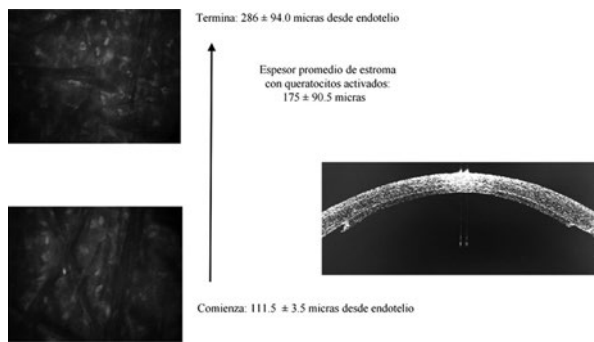 Termina: 286 ± 94.0 micras desde endotelio
Espesor promedio de estroma
con queratocitos activados:
175 ± 90.5 micras
Comienza: 111.5 ± 3.5 micras desde endotelio